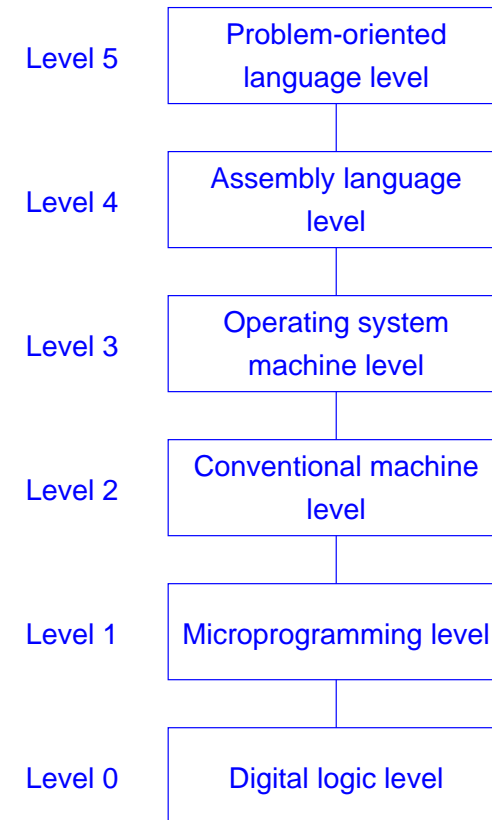 Level 5
Problem-oriented
language level
Level 4
Assembly language
level
Level 3
Operating system
machine level
Level 2
Conventional machine
level
Level 1
Microprogramming level
Level 0
Digital logic level